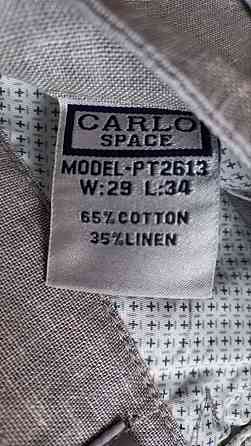 CARLO
SPACE
MODEL-PT2613
W:29 L:34
65%COTTON
35%LINEN